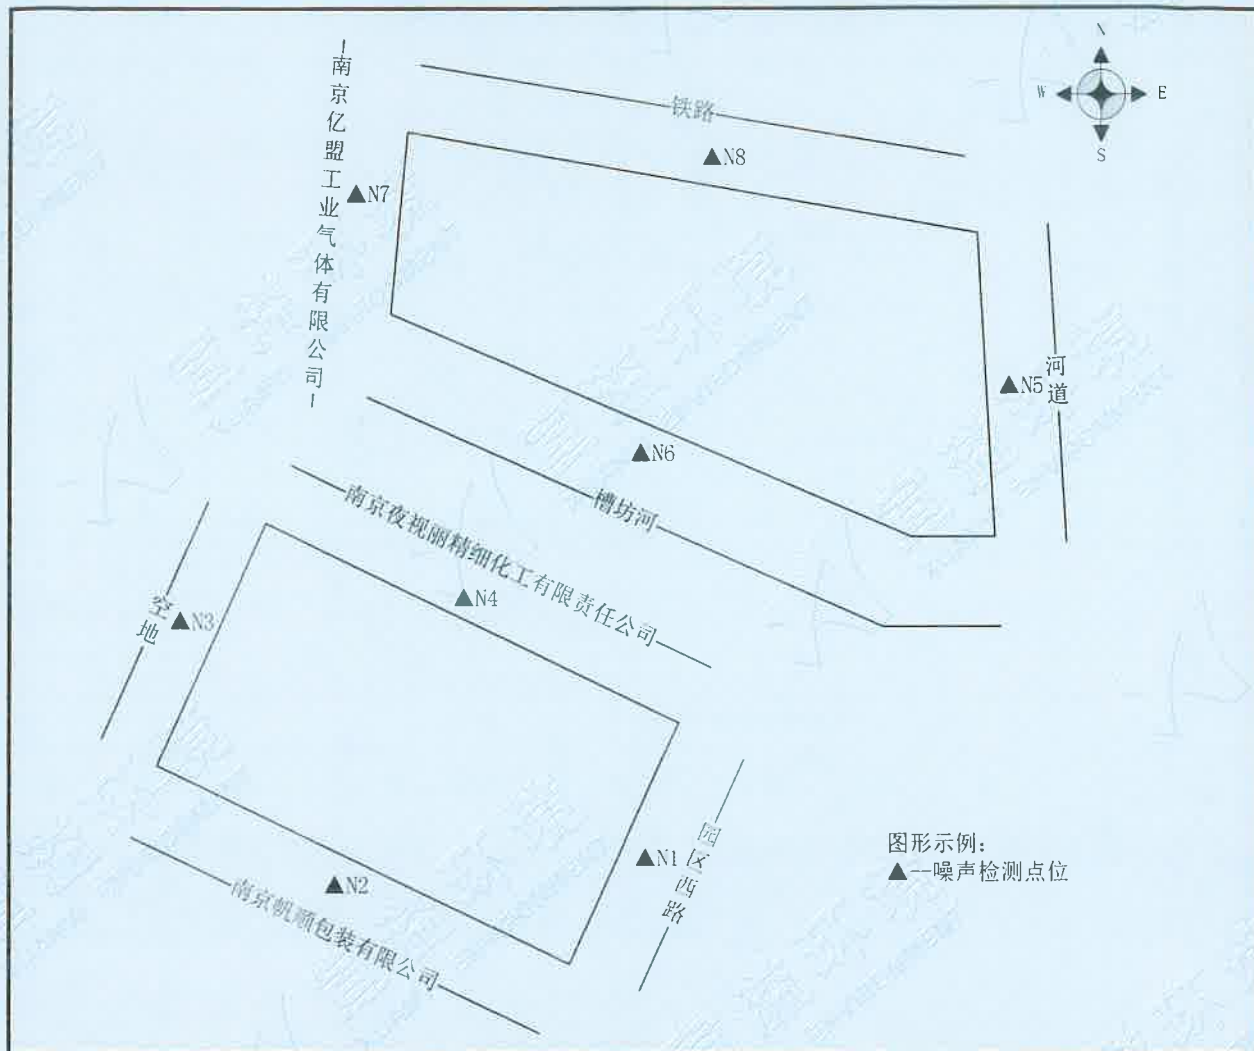 N
W
E
S
南京亿盟工业气体有限公司
铁路
▲N8
▲N7
河道
▲N5
▲N6
槽坊河
南京夜视丽精细化工有限责任公司
▲N4
空地
▲N3
园区西路
▲N1
▲N2
南京帆顺包装有限公司
图形示例：
▲--噪声检测点位